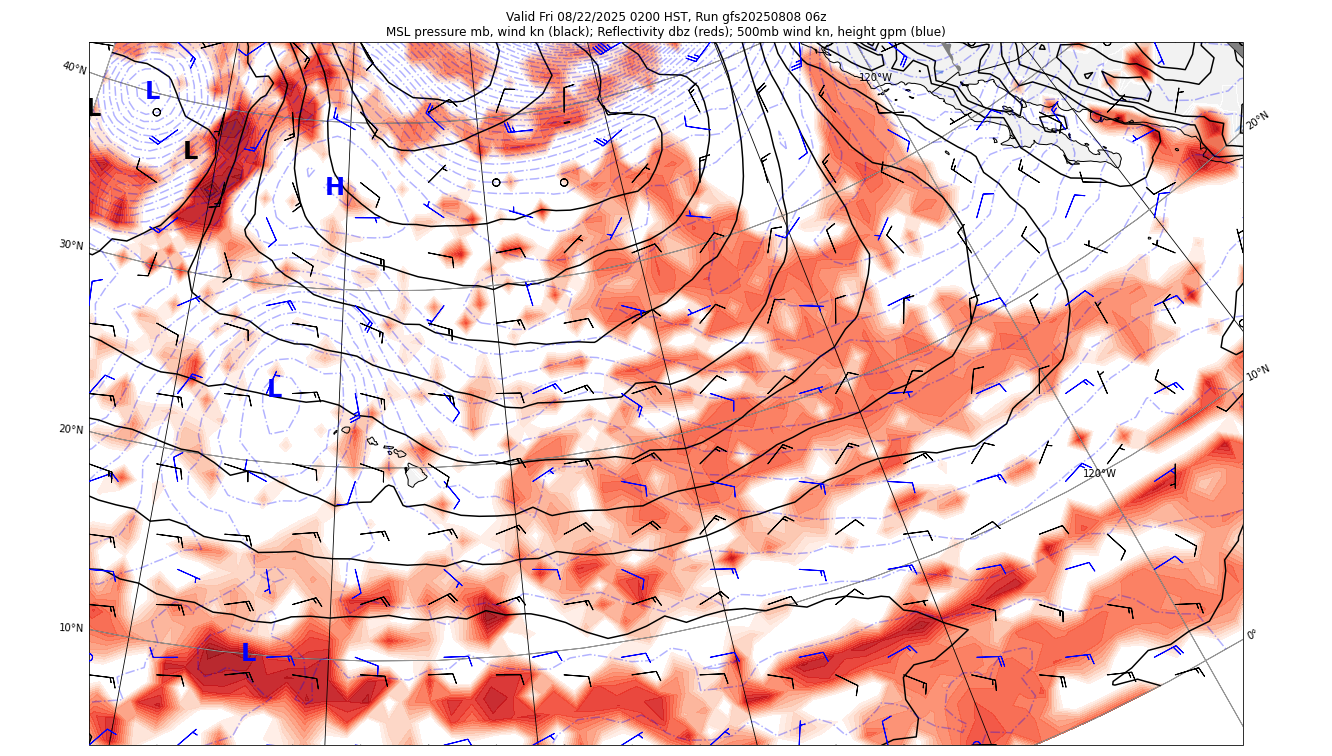 Valid Fri 08/22/2025 0200 HST, Run gfs20250808 06z
MSL pressure mb, wind kn (black); Reflectivity dbz (reds); 500mb wind kn, height gpm (blue)
40°N
120°W
L
L
L
20°N
H
30°N
L
10°N
20°N
120°W
10°N
0°
L